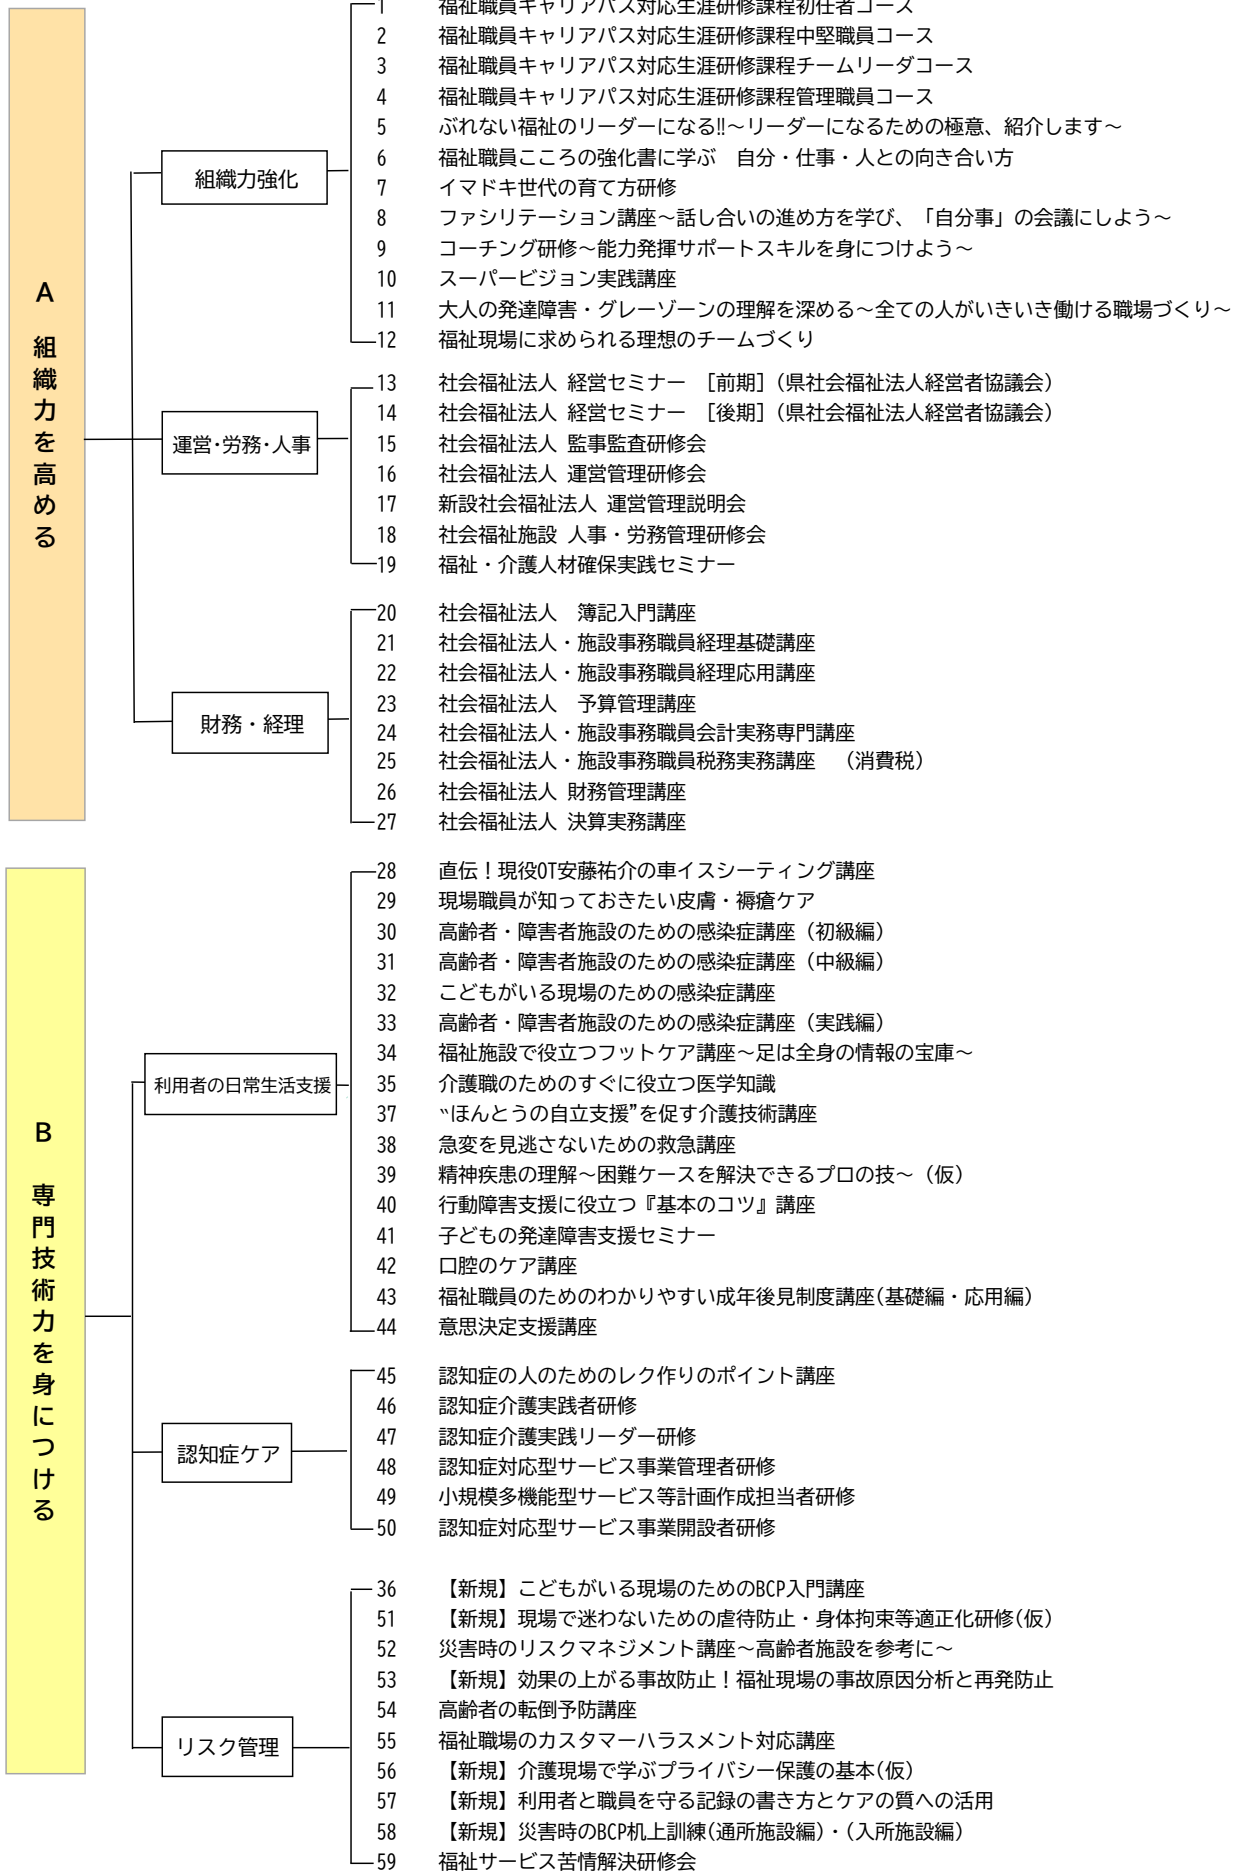 A 組織力を高める
組織力強化
1 福祉職員キャリアパス対応生涯研修課程初任者コース
2 福祉職員キャリアパス対応生涯研修課程中堅職員コース
3 福祉職員キャリアパス対応生涯研修課程チームリーダコース
4 福祉職員キャリアパス対応生涯研修課程管理職員コース
5 ぶれない福祉のリーダーになる‼～リーダーになるための極意、紹介します～
6 福祉職員こころの強化書に学ぶ　自分・仕事・人との向き合い方
7 イマドキ世代の育て方研修
8 ファシリテーション講座～話し合いの進め方を学び、「自分事」の会議にしよう～
9 コーチング研修～能力発揮サポートスキルを身につけよう～
10 スーパービジョン実践講座
11 大人の発達障害・グレーゾーンの理解を深める～全ての人がいきいき働ける職場づくり～
12 福祉現場に求められる理想のチームづくり
運営・労務・人事
13 社会福祉法人 経営セミナー ［前期］（県社会福祉法人経営者協議会）
14 社会福祉法人 経営セミナー ［後期］（県社会福祉法人経営者協議会）
15 社会福祉法人 監事監査研修会
16 社会福祉法人 運営管理研修会
17 新設社会福祉法人 運営管理説明会
18 社会福祉施設 人事・労務管理研修会
19 福祉・介護人材確保実践セミナー
財務・経理
20 社会福祉法人　簿記入門講座
21 社会福祉法人・施設事務職員経理基礎講座
22 社会福祉法人・施設事務職員経理応用講座
23 社会福祉法人　予算管理講座
24 社会福祉法人・施設事務職員会計実務専門講座
25 社会福祉法人・施設事務職員税務実務講座　（消費税）
26 社会福祉法人 財務管理講座
27 社会福祉法人 決算実務講座
B 専門技術力を身につける
利用者の日常生活支援
28 直伝！現役OT安藤祐介の車イスシーティング講座
29 現場職員が知っておきたい皮膚・褥瘡ケア
30 高齢者・障害者施設のための感染症講座（初級編）
31 高齢者・障害者施設のための感染症講座（中級編）
32 こどもがいる現場のための感染症講座
33 高齢者・障害者施設のための感染症講座（実践編）
34 福祉施設で役立つフットケア講座～足は全身の情報の宝庫～
35 介護職のためのすぐに役立つ医学知識
37 “ほんとうの自立支援”を促す介護技術講座
38 急変を見逃さないための救急講座
39 精神疾患の理解～困難ケースを解決できるプロの技～（仮）
40 行動障害支援に役立つ『基本のコツ』講座
41 子どもの発達障害支援セミナー
42 口腔のケア講座
43 福祉職員のためのわかりやすい成年後見制度講座(基礎編・応用編）
44 意思決定支援講座
認知症ケア
45 認知症の人のためのレク作りのポイント講座
46 認知症介護実践者研修
47 認知症介護実践リーダー研修
48 認知症対応型サービス事業管理者研修
49 小規模多機能型サービス等計画作成担当者研修
50 認知症対応型サービス事業開設者研修
リスク管理
36 【新規】こどもがいる現場のためのBCP入門講座
51 【新規】現場で迷わないための虐待防止・身体拘束等適正化研修(仮）
52 災害時のリスクマネジメント講座～高齢者施設を参考に～
53 【新規】効果の上がる事故防止！福祉現場の事故原因分析と再発防止
54 高齢者の転倒予防講座
55 福祉職場のカスタマーハラスメント対応講座
56 【新規】介護現場で学ぶプライバシー保護の基本(仮）
57 【新規】利用者と職員を守る記録の書き方とケアの質への活用
58 【新規】災害時のBCP机上訓練(通所施設編)・(入所施設編）
59 福祉サービス苦情解決研修会